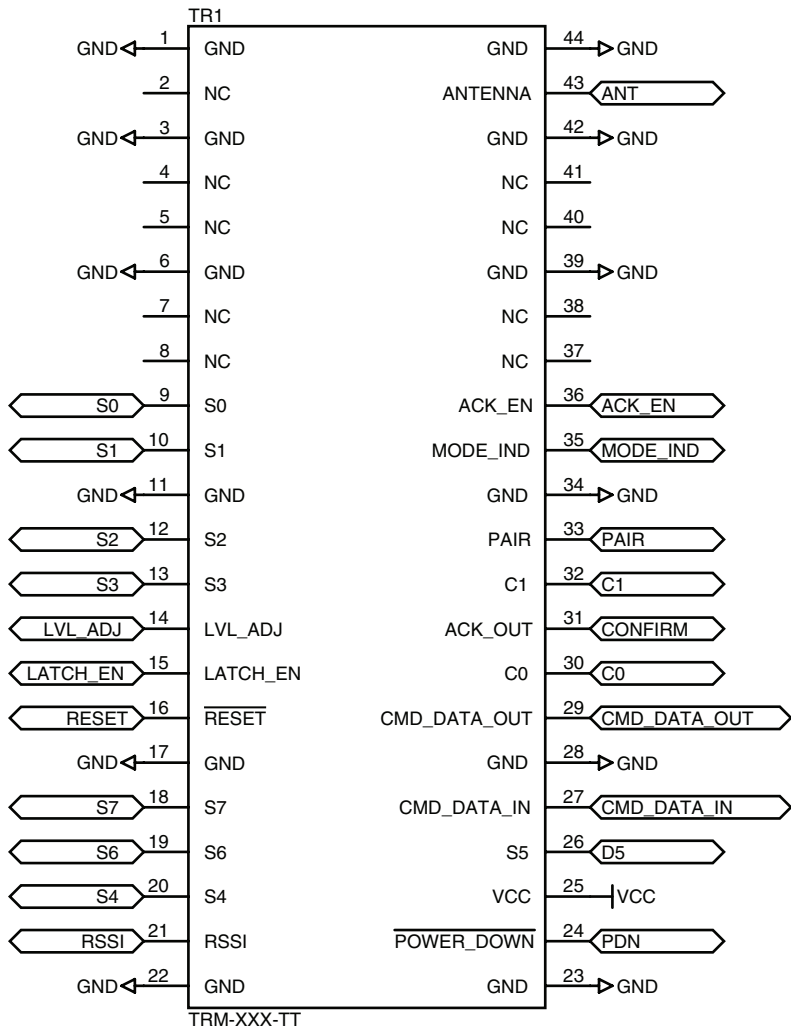 TR1
GND 1 GND GND 44 GND
2 NC ANTENNA 43 ANT
GND 3 GND GND 42 GND
4 NC NC 41
5 NC NC 40
GND 6 GND GND 39 GND
7 NC NC 38
8 NC NC 37
S0 9 S0 ACK_EN 36 ACK_EN
S1 10 S1 MODE_IND 35 MODE_IND
GND 11 GND GND 34 GND
S2 12 S2 PAIR 33 PAIR
S3 13 S3 C1 32 C1
LVL_ADJ 14 LVL_ADJ ACK_OUT 31 CONFIRM
LATCH_EN 15 LATCH_EN C0 30 C0
RESET 16 RESET CMD_DATA_OUT 29 CMD_DATA_OUT
GND 17 GND GND 28 GND
S7 18 S7 CMD_DATA_IN 27 CMD_DATA_IN
S6 19 S6 S5 26 D5
S4 20 S4 VCC 25 VCC
RSSI 21 RSSI POWER_DOWN 24 PDN
GND 22 GND GND 23 GND
TRM-XXX-TT